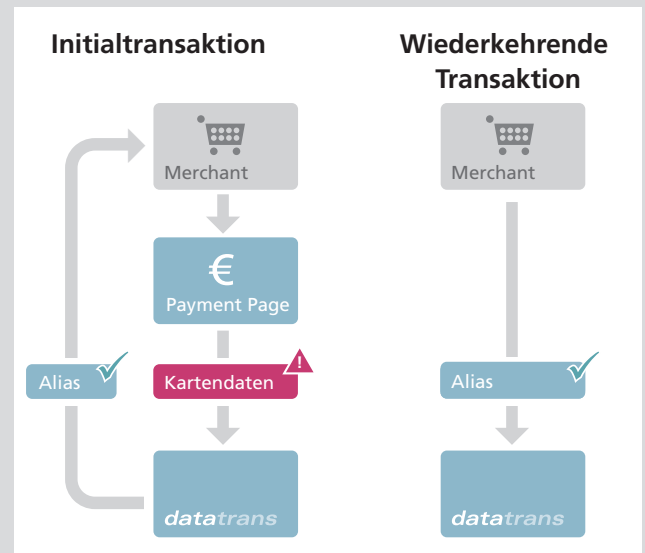 Initialtransaktion
Merchant
€
Payment Page
Alias
Kartendaten
!
datatrans
Wiederkehrende
Transaktion
Merchant
Alias
datatrans